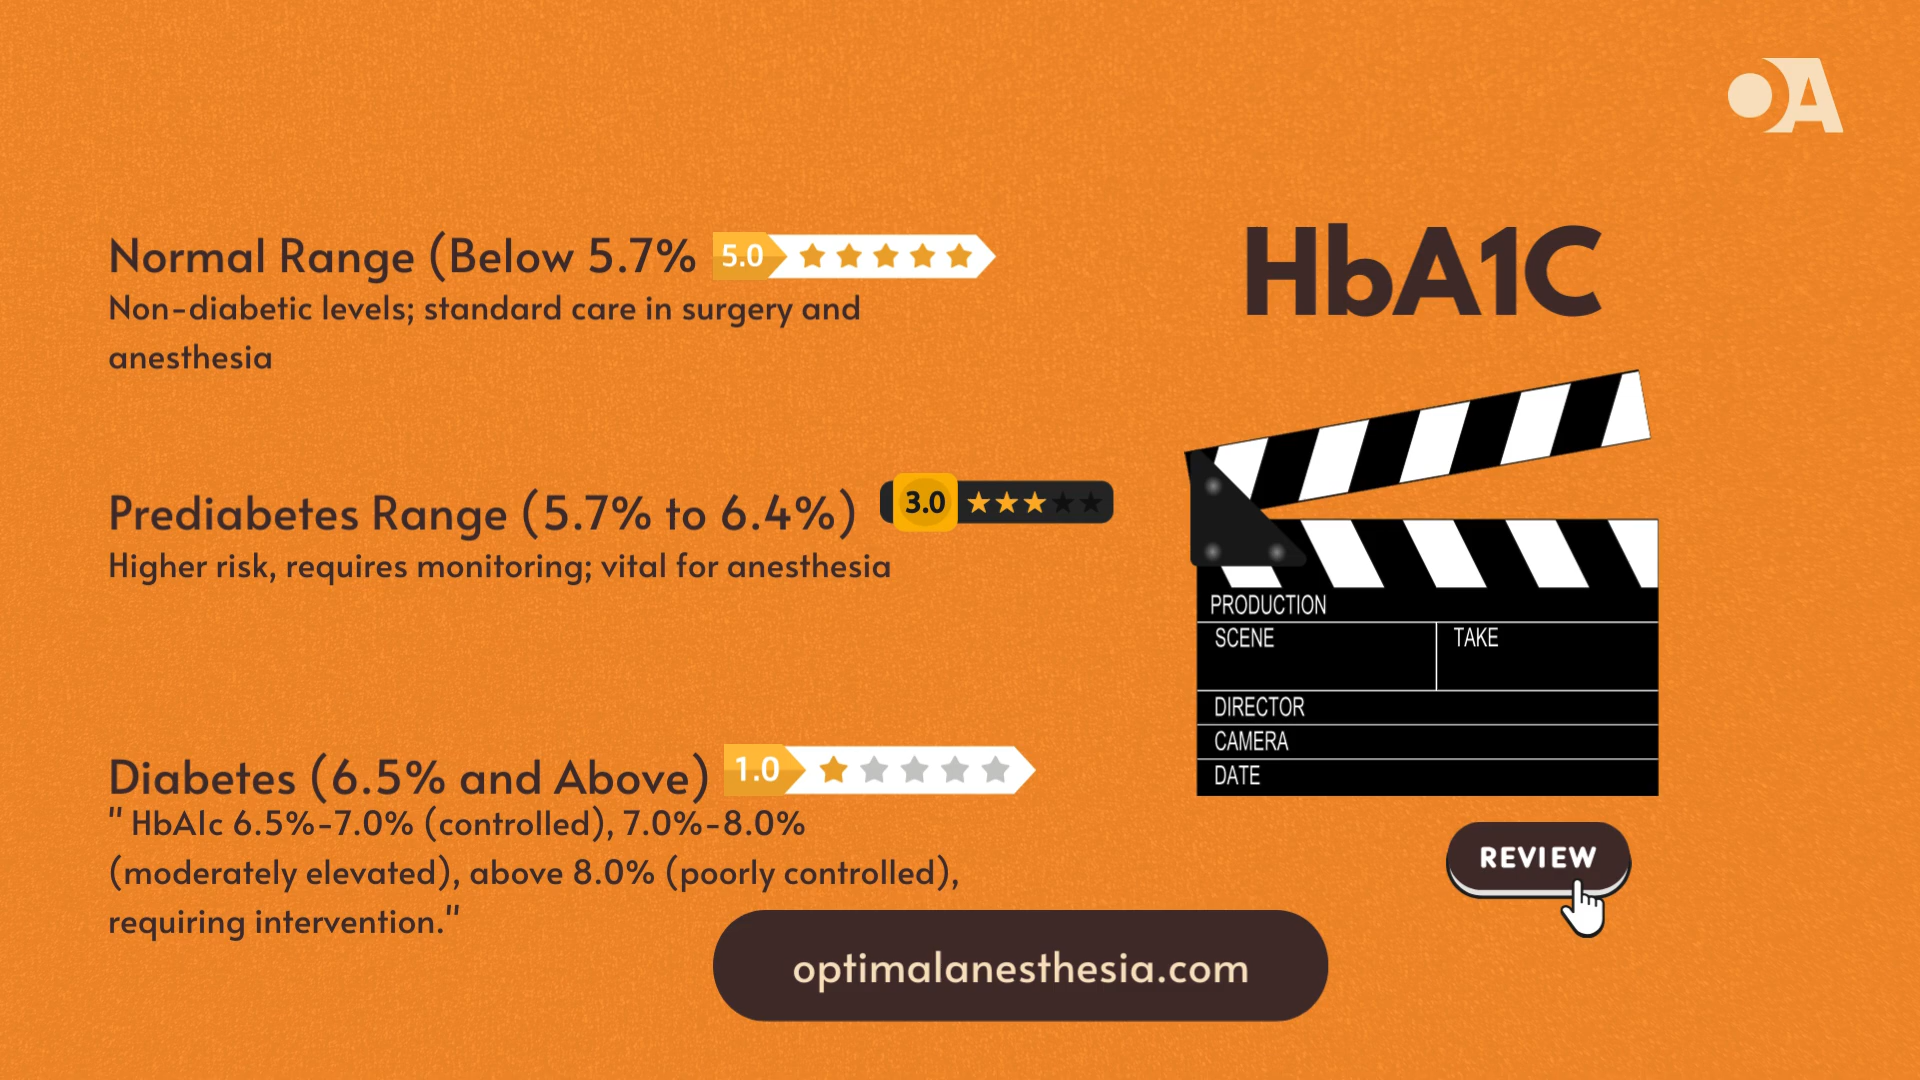 OA
Normal Range (Below 5.7% 5.0
Non-diabetic levels; standard care in surgery and
anesthesia
Prediabetes Range (5.7% to 6.4%) 3.0
Higher risk, requires monitoring; vital for anesthesia
Diabetes (6.5% and Above) 1.0
" HbA1c 6.5%-7.0% (controlled), 7.0%-8.0%
(moderately elevated), above 8.0% (poorly controlled),
requiring intervention."
HbA1C
PRODUCTION
SCENE TAKE
DIRECTOR
CAMERA
DATE
REVIEW
optimalanesthesia.com